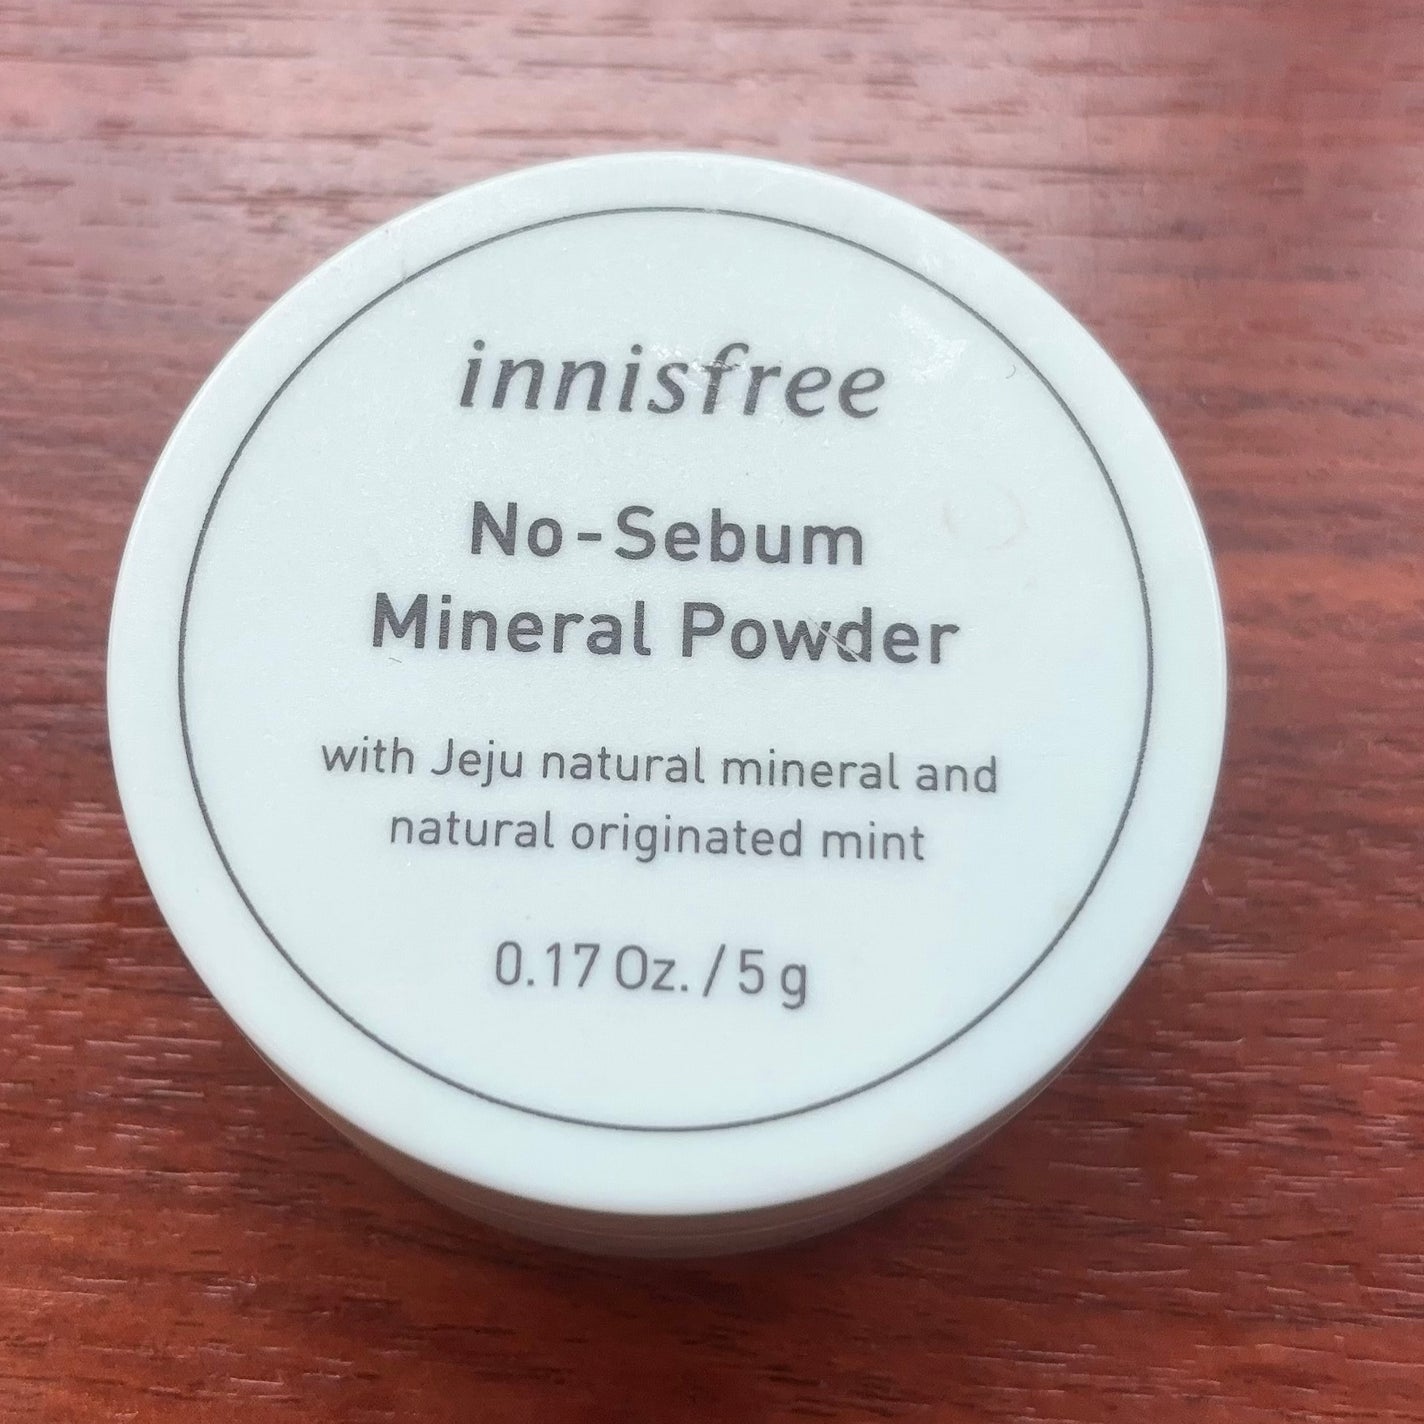 innisfree
No-Sebum
Mineral Powder
with Jeju natural mineral and
natural originated mint
0.17 Oz. / 5 g